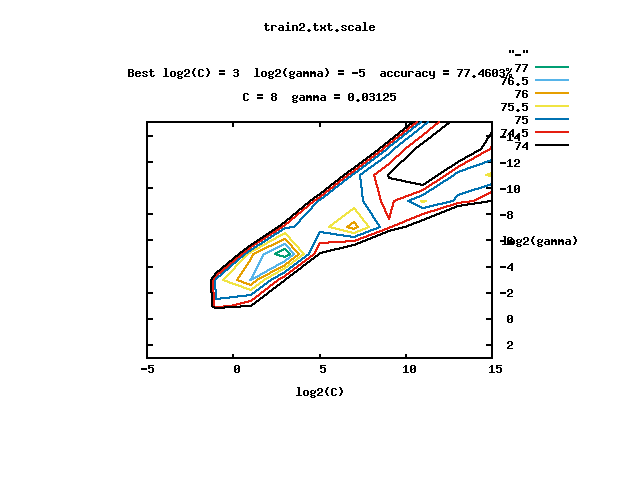 train2.txt.scale
"-"
Best log2(C) = 3 log2(gamma) = -5 accuracy = 77.4603%
77
76.5
C = 8 gamma = 0.03125
76
75.5
75
74.5
-14
74
-12
-10
-8
-6
log2(gamma)
-4
-2
0
2
-5 0 5 10 15
log2(C)